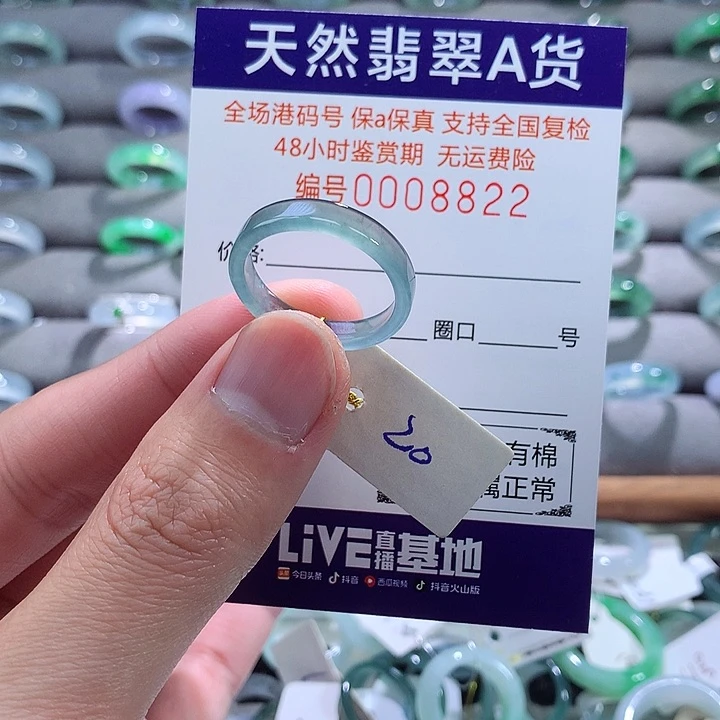 天然翡翠A货
全场港码号 保a保真 支持全国复检
48小时鉴赏期 无运费险
编号0008822
价格:
圈口 号
20
有棉
属正常
LiVE直播基地
今日头条 抖音 西瓜视频 抖音火山版